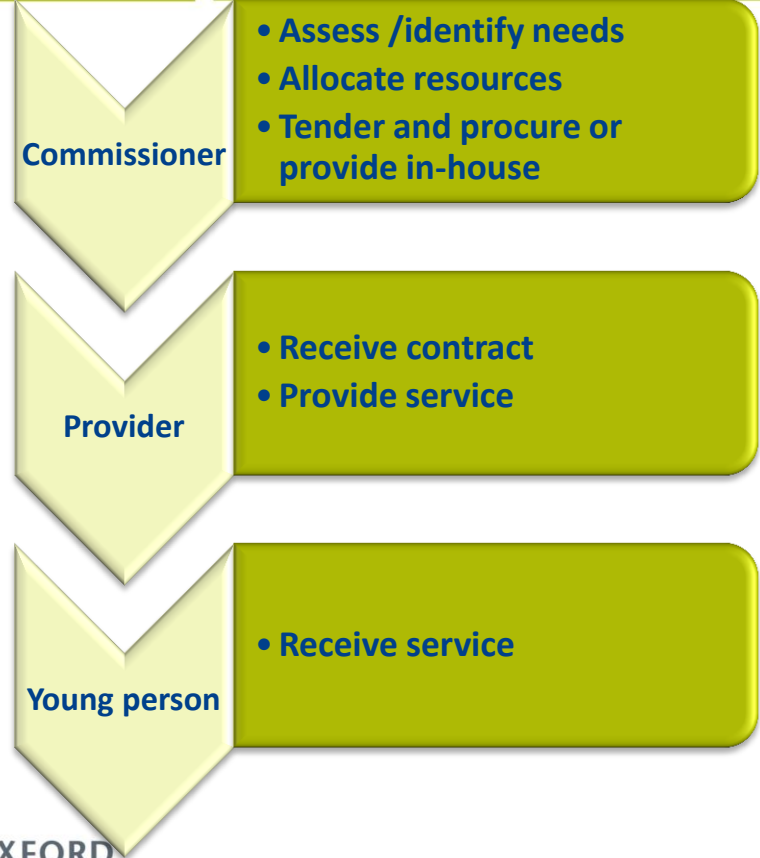 • Assess /identify needs
• Allocate resources
Commissioner
• Tender and procure or
provide in-house
• Receive contract
Provider
• Provide service
Young person
• Receive service
XFORD